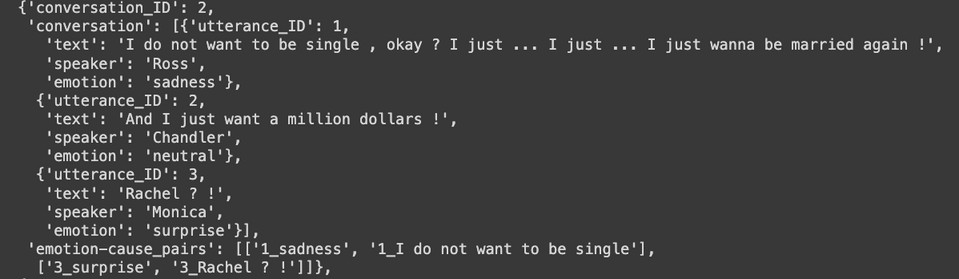 {'conversation_ID': 2,
'conversation': [{'utterance_ID': 1,
'text': 'I do not want to be single , okay ? I just ... I just ... I just wanna be married again !',
'speaker': 'Ross',
'emotion': 'sadness'},
{'utterance_ID': 2,
'text': 'And I just want a million dollars !',
'speaker': 'Chandler',
'emotion': 'neutral'},
{'utterance_ID': 3,
'text': 'Rachel ? !',
'speaker': 'Monica',
'emotion': 'surprise'}],
'emotion-cause_pairs': [['1_sadness', '1_I do not want to be single'],
['3_surprise', '3_Rachel ? !']]},